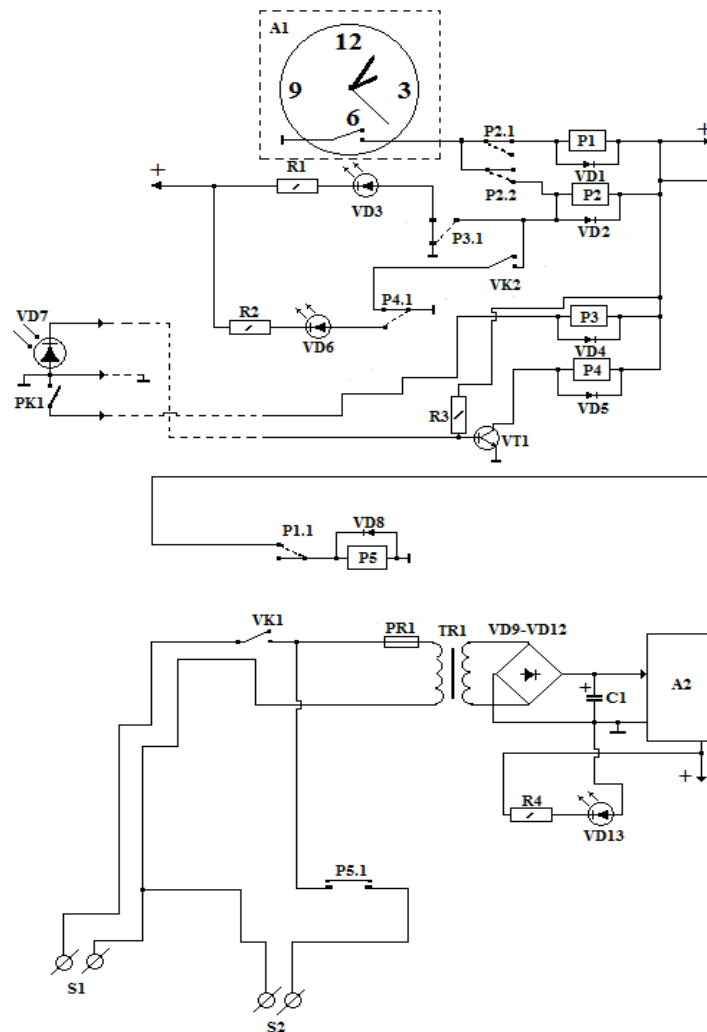 A1
12
9
3
6
+
P2.1
P1
VD1
R1
VD3
P2.2
P2
VD2
+
P3.1
VK2
P4.1
VD7
R2
VD6
P3
VD4
PK1
P4
VD5
R3
VT1
P1.1
VD8
P5
VK1
PR1
TR1
VD9-VD12
+
C1
A2
+
R4
VD13
P5.1
S1
S2